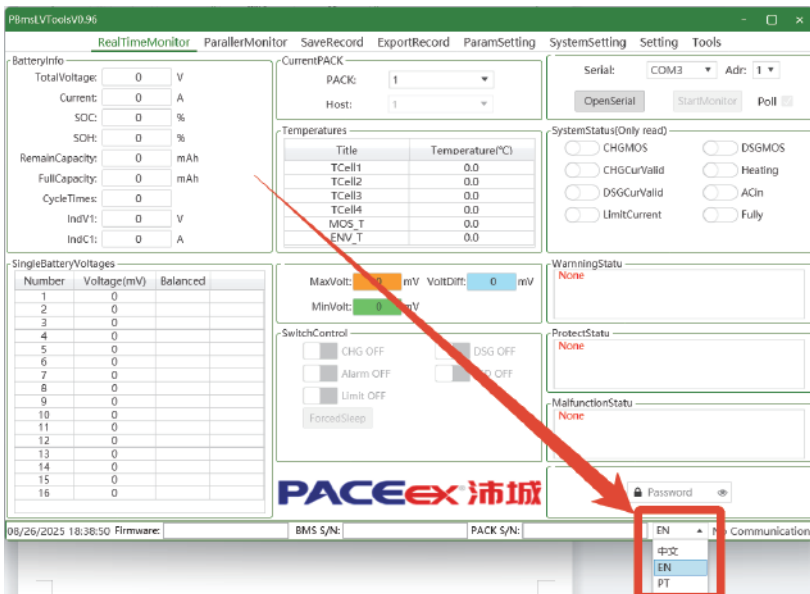 PBmsLVToolsV0.96
RealTimeMonitor ParallerMonitor SaveRecord ExportRecord ParamSetting SystemSetting Setting Tools
BatteryInfo
TotalVoltage: 0 V
Current: 0 A
SOC: 0 %
SOH: 0 %
RemainCapacity: 0 mAh
FullCapacity: 0 mAh
CycleTimes: 0
IndV1: 0 V
IndC1: 0 A
CurrentPACK
PACK: 1
Host: 1
Serial: COM3 Adr: 1
OpenSerial StartMonitor Poll
Temperatures
Title Temperature(℃)
TCell1 0.0
TCell2 0.0
TCell3 0.0
TCell4 0.0
MOS_T 0.0
ENV_T 0.0
SystemStatus(Only read)
CHGMOS DSGMOS
CHGCurValid Heating
DSGCurValid ACin
LimitCurrent Fully
SingleBatteryVoltages
Number Voltage(mV) Balanced
1 0
2 0
3 0
4 0
5 0
6 0
7 0
8 0
9 0
10 0
11 0
12 0
13 0
14 0
15 0
16 0
MaxVolt: 0 mV VoltDiff: 0 mV
MinVolt: 0 mV
SwitchControl
CHG OFF DSG OFF
Alarm OFF OFF
Limit OFF
ForcedSleep
WarnningStatu
None
ProtectStatu
None
MalfunctionStatu
None
PACEex 沛城
Password
08/26/2025 18:38:50 Firmware: BMS S/N: PACK S/N: EN No Communication
中文
EN
PT